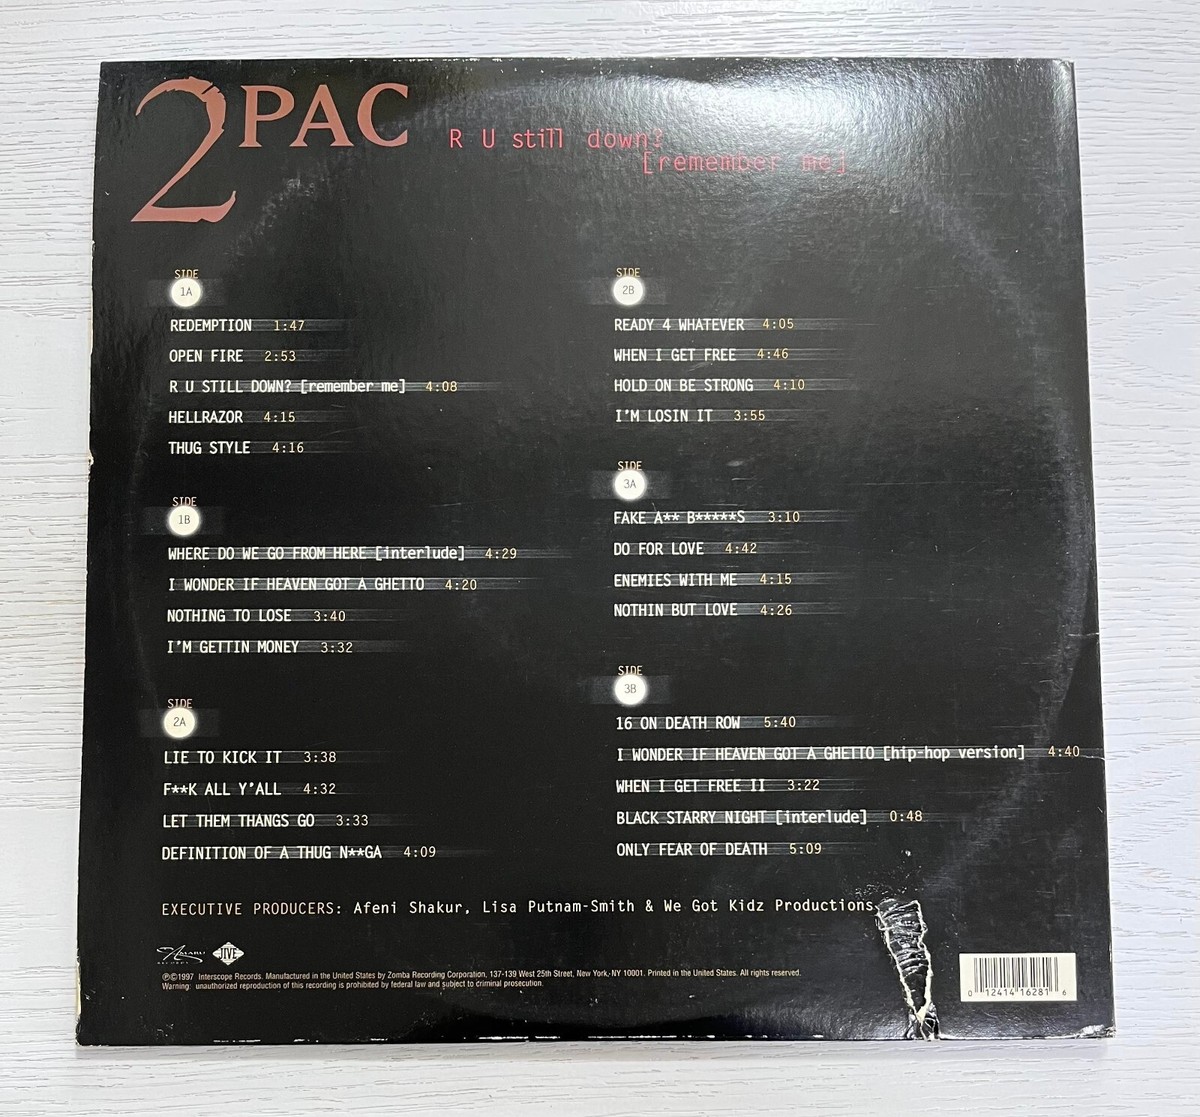 2PAC
R U still down?
[remember me]
SIDE
1A
REDEMPTION 1:47
OPEN FIRE 2:53
R U STILL DOWN? [remember me] 4:08
HELLRAZOR 4:15
THUG STYLE 4:16
SIDE
1B
WHERE DO WE GO FROM HERE [interlude] 4:29
I WONDER IF HEAVEN GOT A GHETTO 4:20
NOTHING TO LOSE 3:40
I'M GETTIN MONEY 3:32
SIDE
2A
LIE TO KICK IT 3:38
F**K ALL Y'ALL 4:32
LET THEM THANGS GO 3:33
DEFINITION OF A THUG N**GA 4:09
SIDE
2B
READY 4 WHATEVER 4:05
WHEN I GET FREE 4:46
HOLD ON BE STRONG 4:10
I'M LOSIN IT 3:55
SIDE
3A
FAKE A** B*****S 3:10
DO FOR LOVE 4:42
ENEMIES WITH ME 4:15
NOTHIN BUT LOVE 4:26
SIDE
3B
16 ON DEATH ROW 5:40
I WONDER IF HEAVEN GOT A GHETTO [hip-hop version] 4:40
WHEN I GET FREE II 3:22
BLACK STARRY NIGHT [interlude] 0:48
ONLY FEAR OF DEATH 5:09
EXECUTIVE PRODUCERS: Afeni Shakur, Lisa Putnam-Smith & We Got Kidz Productions
Amaru
RECORDS
JIVE
℗©1997 Interscope Records. Manufactured in the United States by Zomba Recording Corporation, 137-139 West 25th Street, New York, NY 10001. Printed in the United States. All rights reserved.
Warning: unauthorized reproduction of this recording is prohibited by federal law and subject to criminal prosecution.
0 12414 16281 6